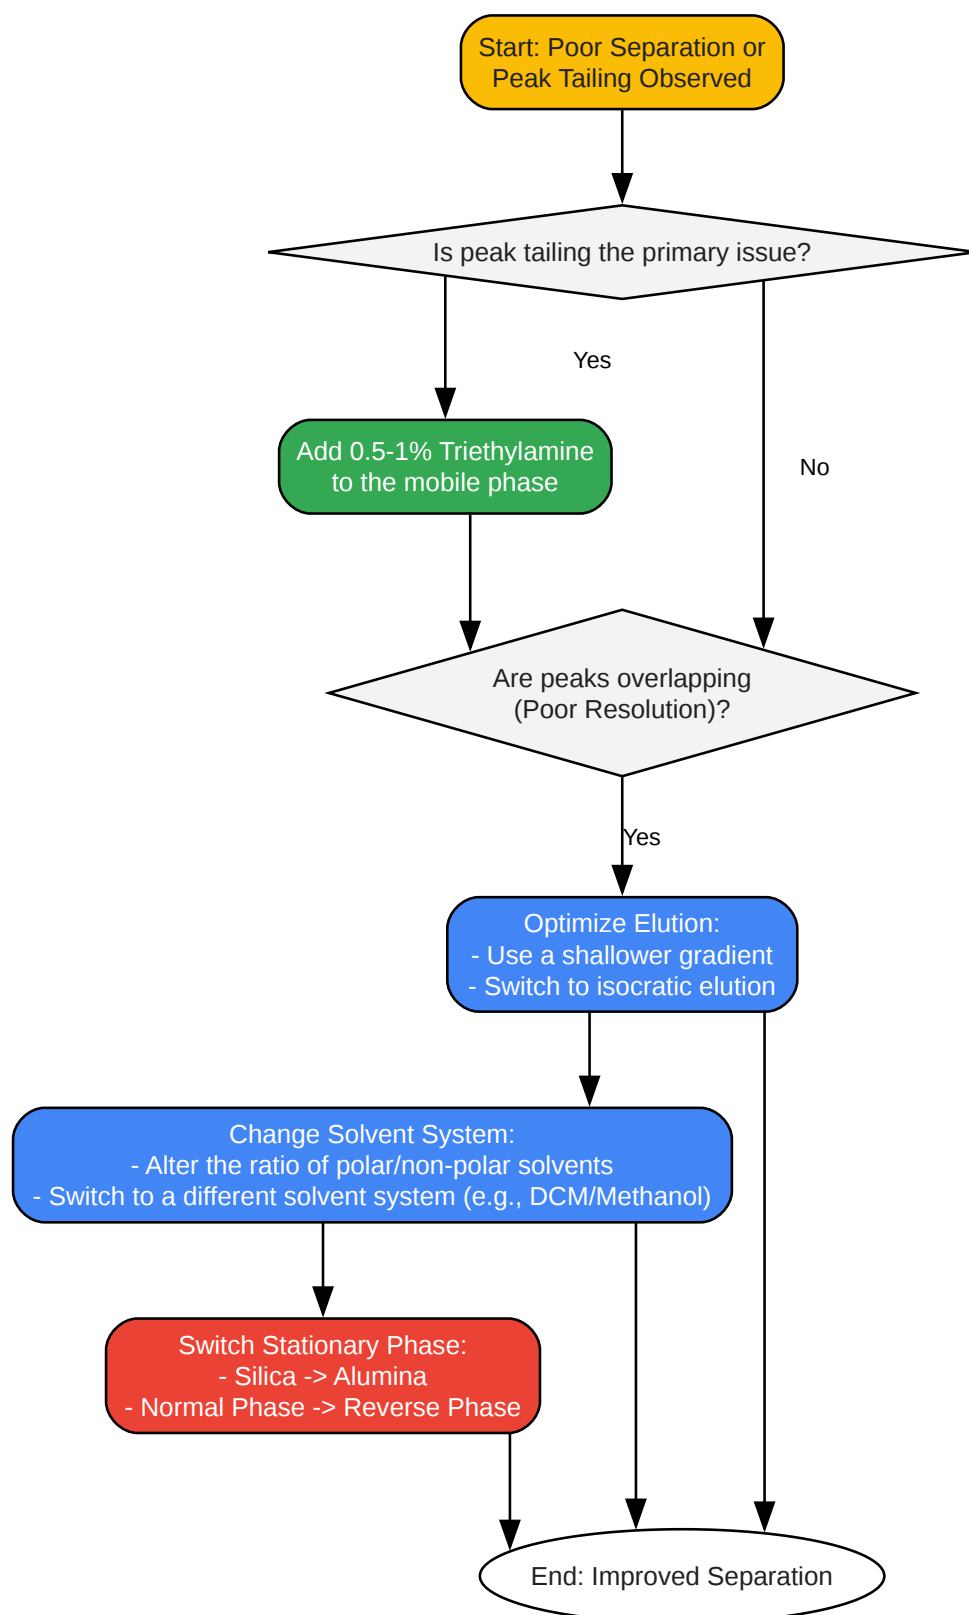 Start: Poor Separation or
Peak Tailing Observed
Is peak tailing the primary issue?
Yes
Add 0.5-1% Triethylamine
to the mobile phase
No
Are peaks overlapping
(Poor Resolution)?
Yes
Optimize Elution:
- Use a shallower gradient
- Switch to isocratic elution
Change Solvent System:
- Alter the ratio of polar/non-polar solvents
- Switch to a different solvent system (e.g., DCM/Methanol)
Switch Stationary Phase:
- Silica -> Alumina
- Normal Phase -> Reverse Phase
End: Improved Separation